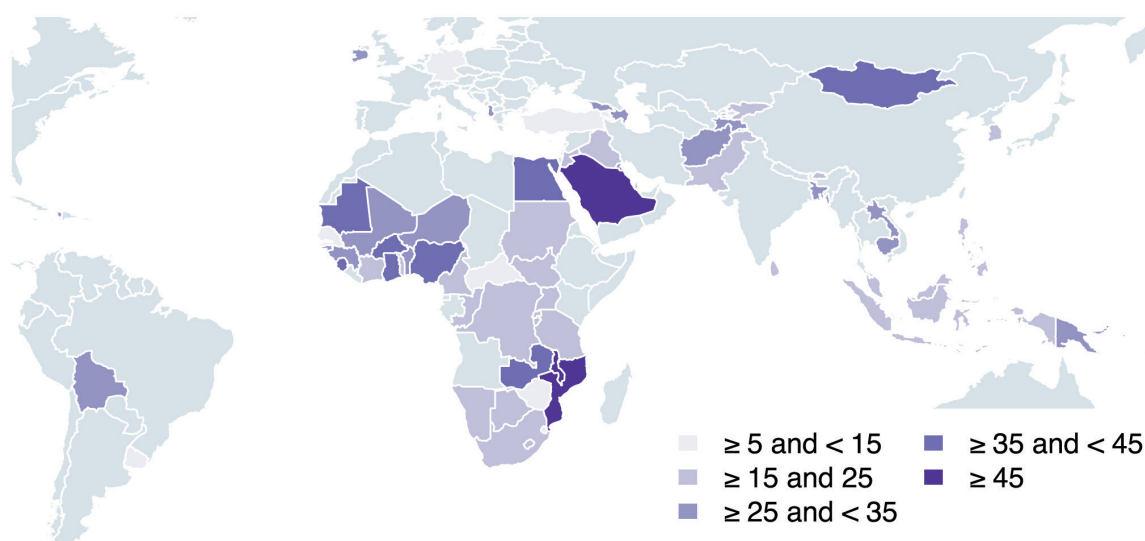 ≥ 5 and < 15
≥ 15 and 25
≥ 25 and < 35
≥ 35 and < 45
≥ 45